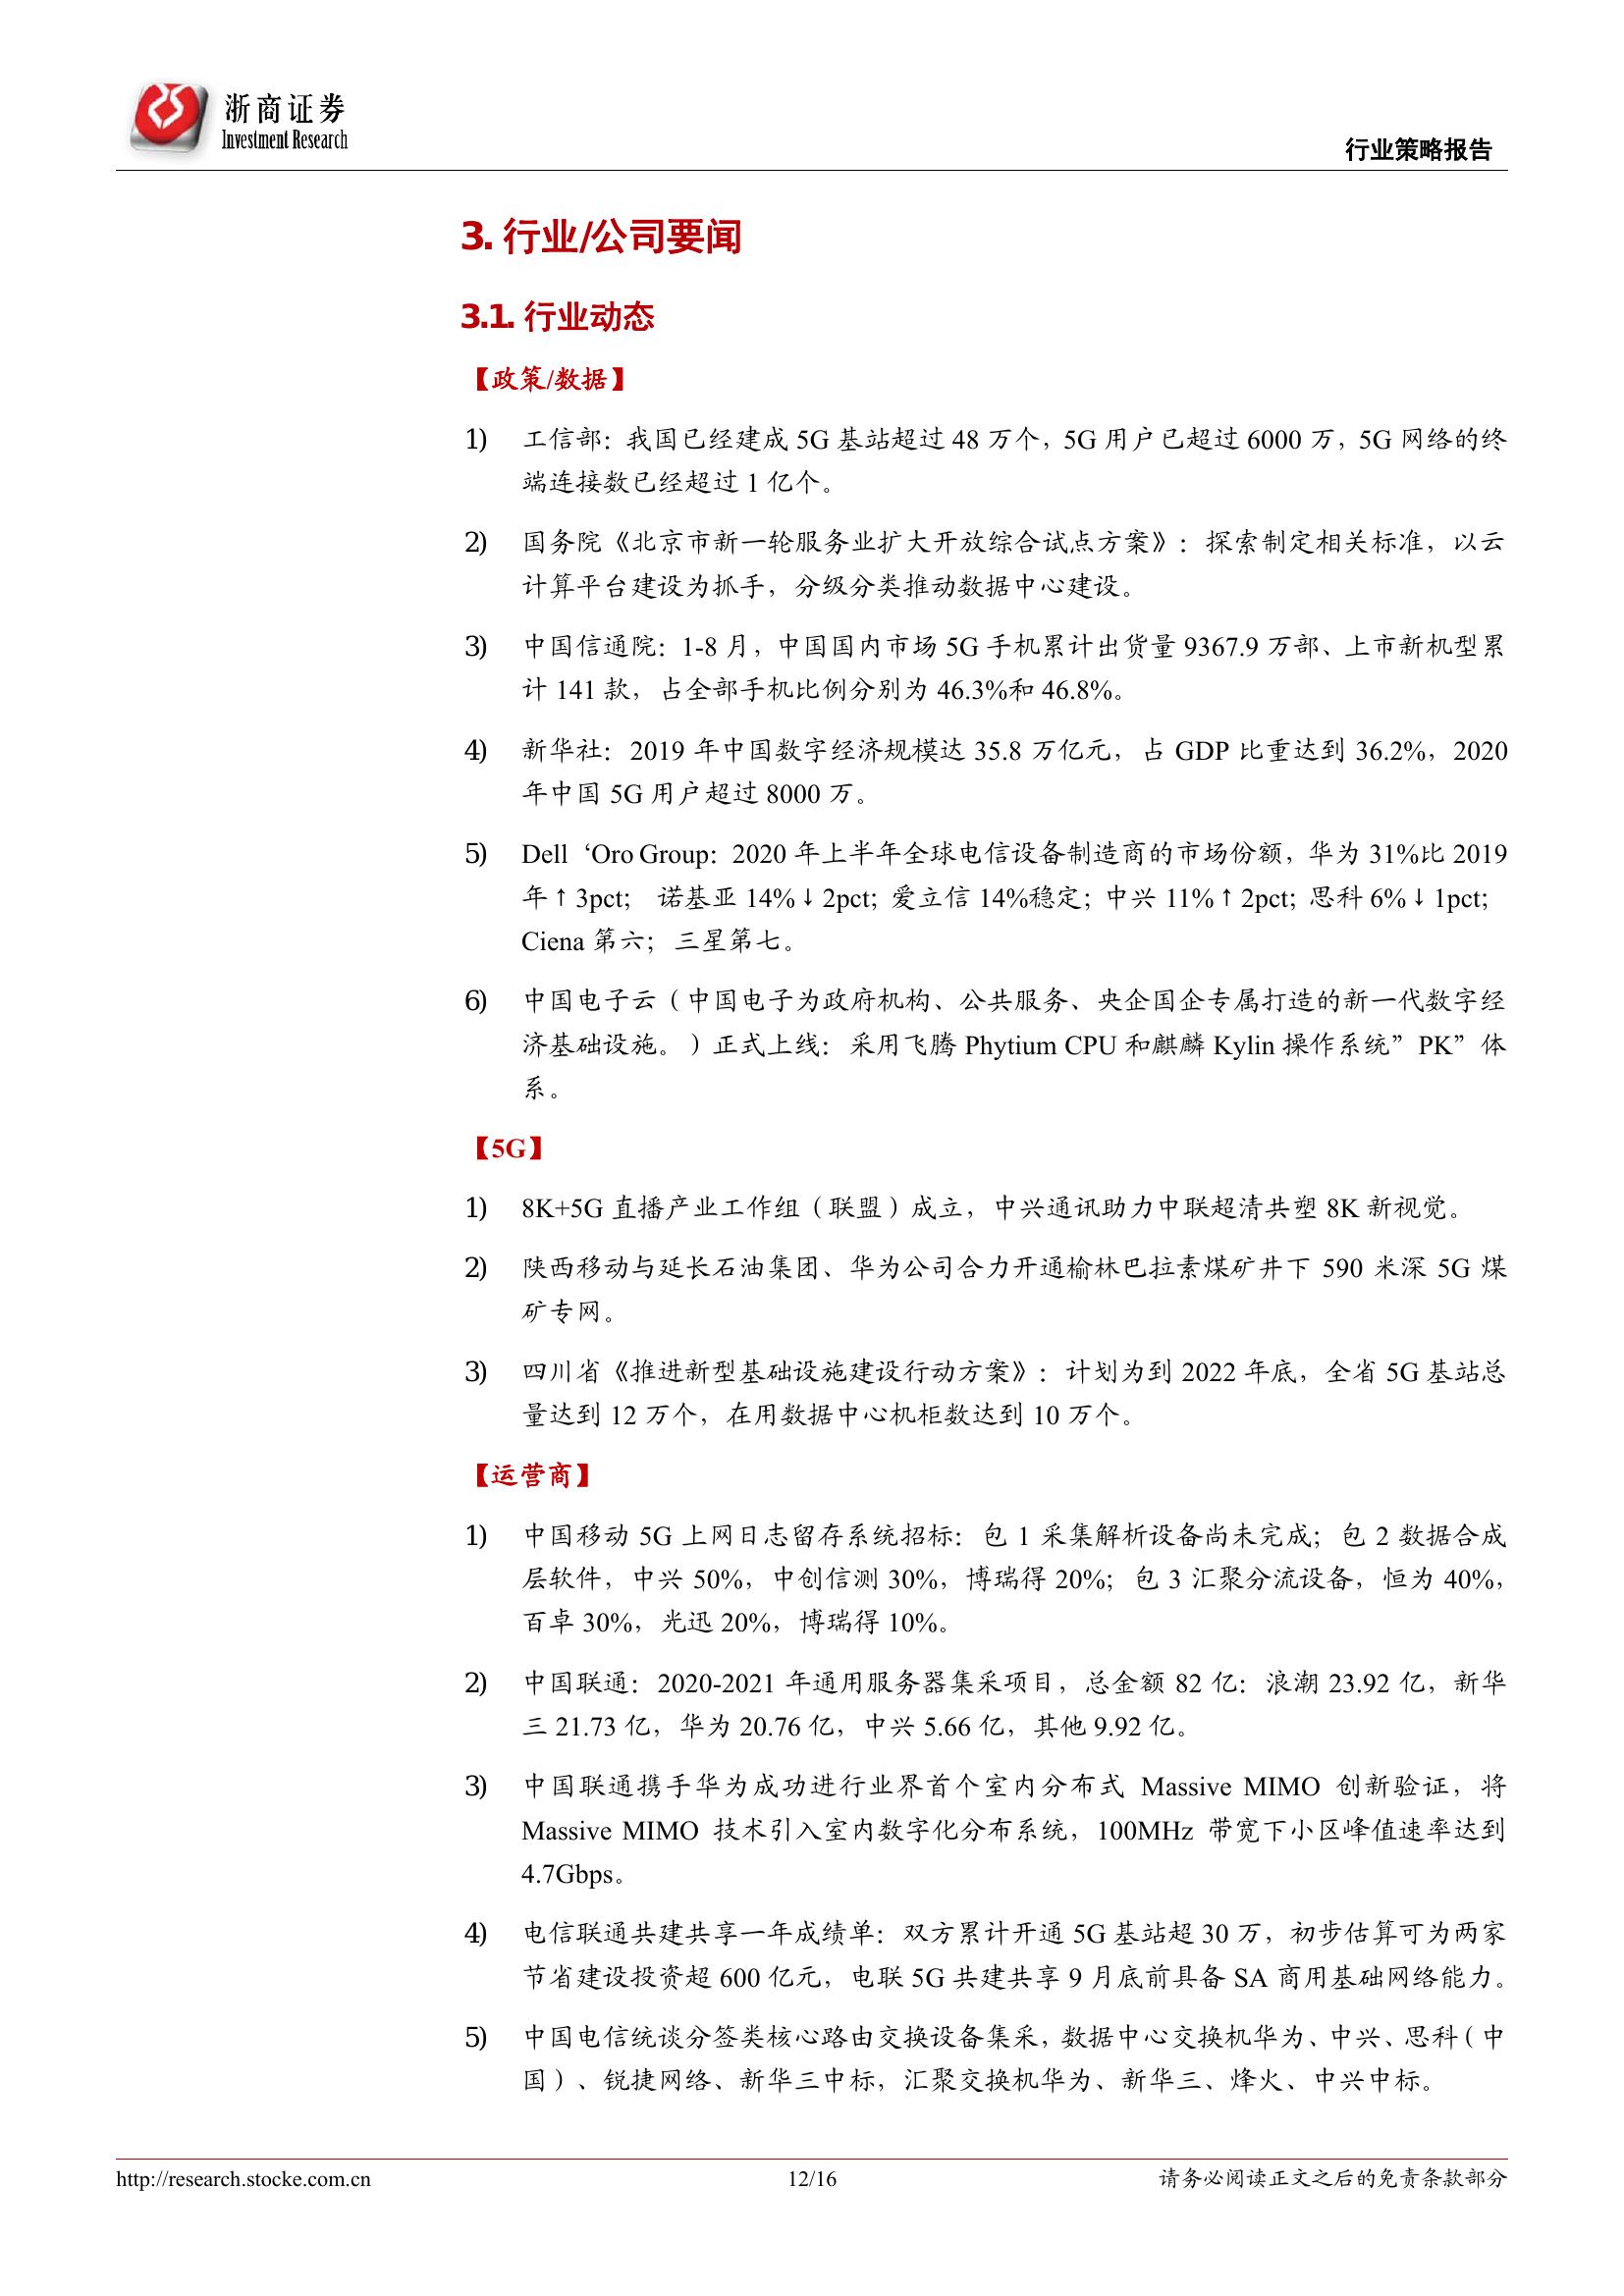 浙商证券
Investment Research
行业策略报告
3. 行业/公司要闻
3.1. 行业动态
【政策/数据】
1) 工信部：我国已经建成 5G 基站超过 48 万个，5G 用户已超过 6000 万，5G 网络的终
端连接数已经超过 1 亿个。
2) 国务院《北京市新一轮服务业扩大开放综合试点方案》：探索制定相关标准，以云
计算平台建设为抓手，分级分类推动数据中心建设。
3) 中国信通院：1-8 月，中国国内市场 5G 手机累计出货量 9367.9 万部、上市新机型累
计 141 款，占全部手机比例分别为 46.3%和 46.8%。
4) 新华社：2019 年中国数字经济规模达 35.8 万亿元，占 GDP 比重达到 36.2%，2020
年中国 5G 用户超过 8000 万。
5) Dell‘Oro Group：2020 年上半年全球电信设备制造商的市场份额，华为 31%比 2019
年↑3pct； 诺基亚 14%↓2pct；爱立信 14%稳定；中兴 11%↑2pct；思科 6%↓1pct；
Ciena 第六；三星第七。
6) 中国电子云（中国电子为政府机构、公共服务、央企国企专属打造的新一代数字经
济基础设施。）正式上线：采用飞腾 Phytium CPU 和麒麟 Kylin 操作系统”PK”体
系。
【5G】
1) 8K+5G 直播产业工作组（联盟）成立，中兴通讯助力中联超清共塑 8K 新视觉。
2) 陕西移动与延长石油集团、华为公司合力开通榆林巴拉素煤矿井下 590 米深 5G 煤
矿专网。
3) 四川省《推进新型基础设施建设行动方案》：计划为到 2022 年底，全省 5G 基站总
量达到 12 万个，在用数据中心机柜数达到 10 万个。
【运营商】
1) 中国移动 5G 上网日志留存系统招标：包 1 采集解析设备尚未完成；包 2 数据合成
层软件，中兴 50%，中创信测 30%，博瑞得 20%；包 3 汇聚分流设备，恒为 40%，
百卓 30%，光迅 20%，博瑞得 10%。
2) 中国联通：2020-2021 年通用服务器集采项目，总金额 82 亿：浪潮 23.92 亿，新华
三 21.73 亿，华为 20.76 亿，中兴 5.66 亿，其他 9.92 亿。
3) 中国联通携手华为成功进行业界首个室内分布式 Massive MIMO 创新验证，将
Massive MIMO 技术引入室内数字化分布系统，100MHz 带宽下小区峰值速率达到
4.7Gbps。
4) 电信联通共建共享一年成绩单：双方累计开通 5G 基站超 30 万，初步估算可为两家
节省建设投资超 600 亿元，电联 5G 共建共享 9 月底前具备 SA 商用基础网络能力。
5) 中国电信统谈分签类核心路由交换设备集采，数据中心交换机华为、中兴、思科（中
国）、锐捷网络、新华三中标，汇聚交换机华为、新华三、烽火、中兴中标。
http://research.stocke.com.cn
12/16
请务必阅读正文之后的免责条款部分